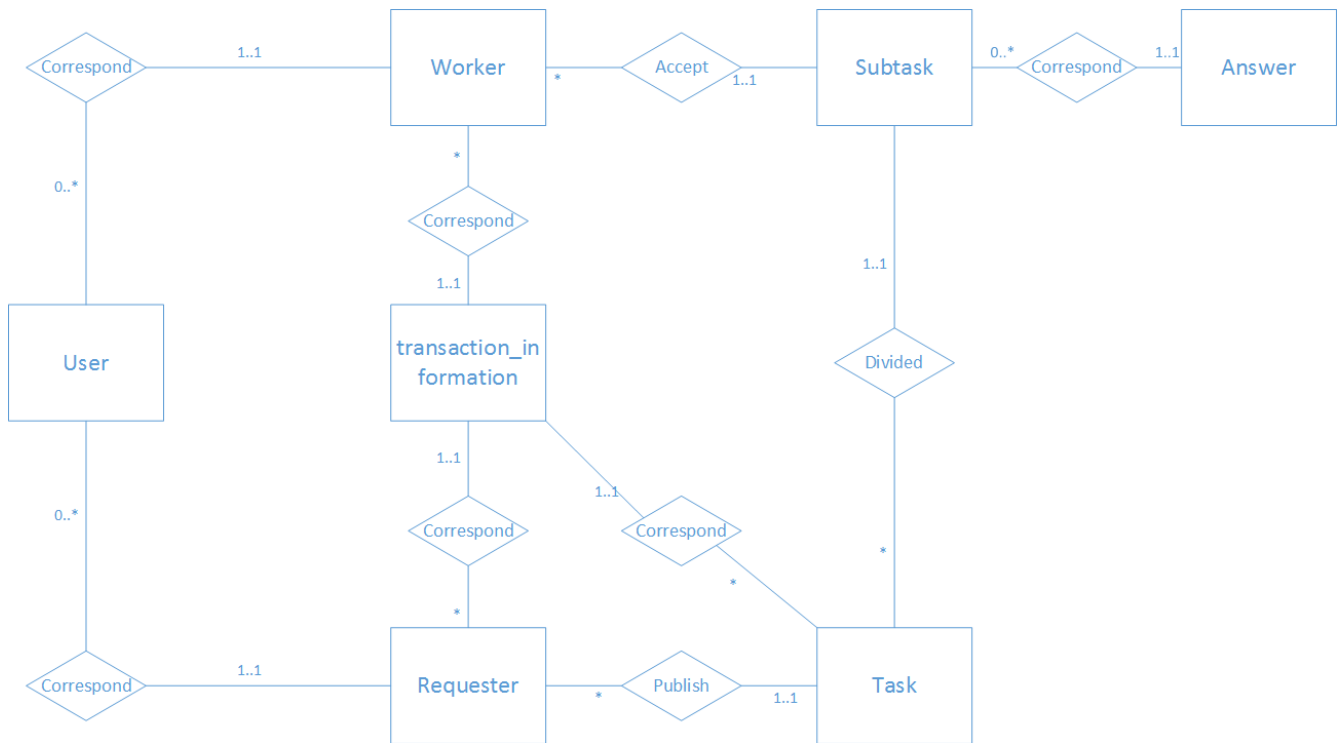 Correspond
1..1
Worker
*
Accept
1..1
Subtask
0..*
Correspond
1..1
Answer
*
0..*
Correspond
1..1
1..1
User
transaction_in
formation
Divided
1..1
1..1
0..*
Correspond
Correspond
*
*
*
Correspond
1..1
Requester
*
Publish
1..1
Task